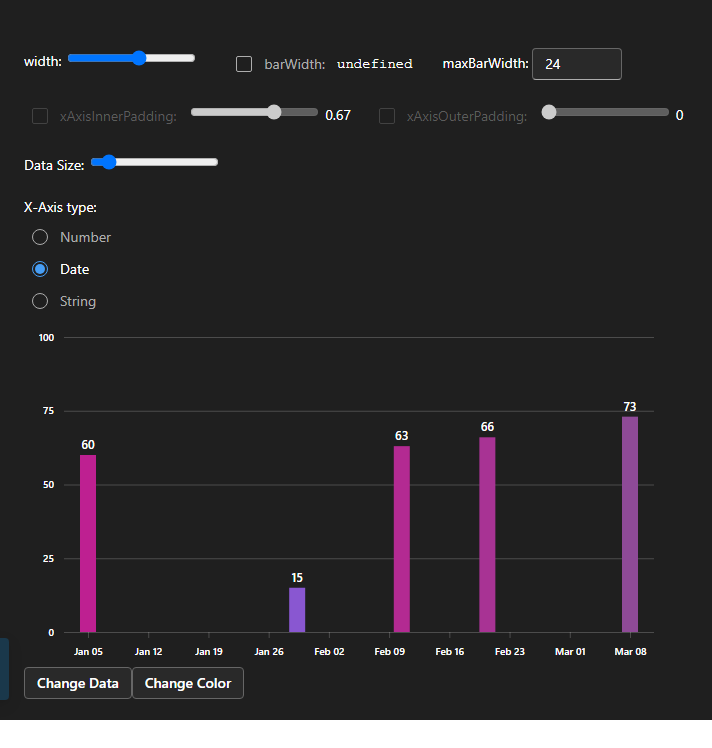 width: barWidth: undefined maxBarWidth: 24
xAxisInnerPadding: 0.67 xAxisOuterPadding: 0
Data Size:
X-Axis type:
Number
Date
String
100
75
50
25
0
60
15
63
66
73
Jan 05 Jan 12 Jan 19 Jan 26 Feb 02 Feb 09 Feb 16 Feb 23 Mar 01 Mar 08
Change Data Change Color